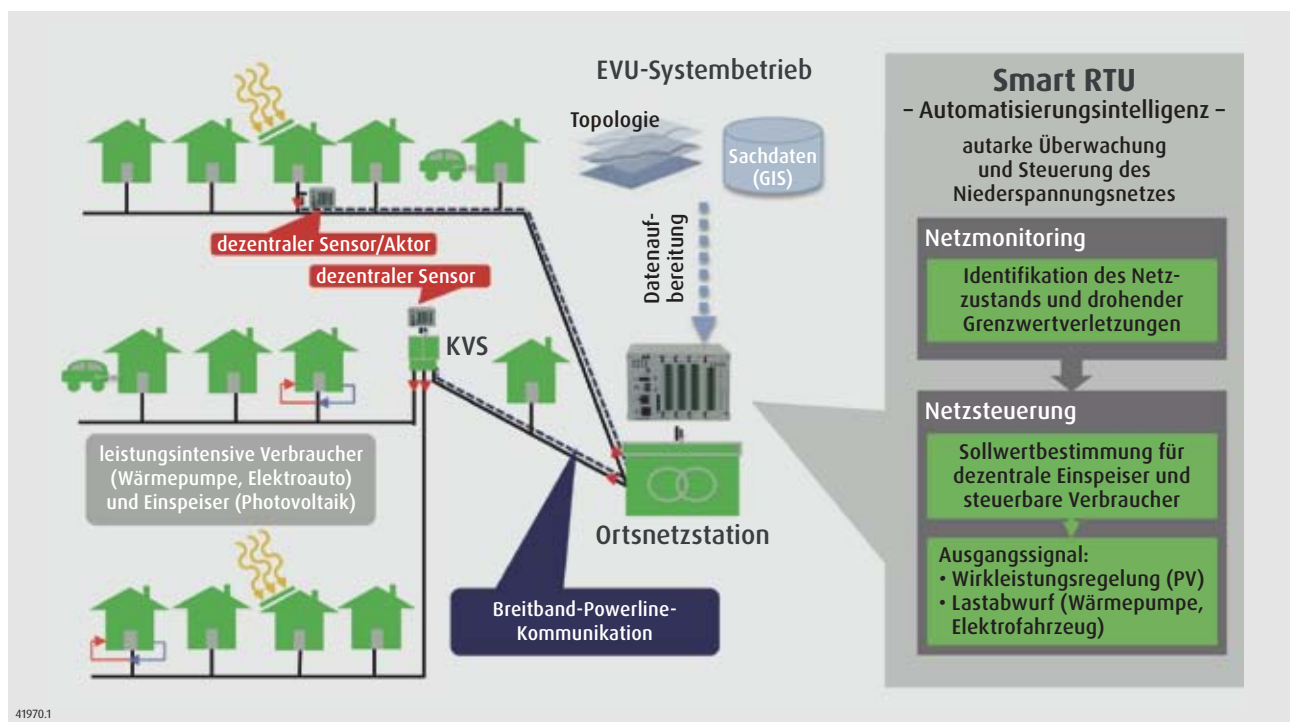 EVU-Systembetrieb
Topologie
Sachdaten
(GIS)
Datenauf-
bereitung
dezentraler Sensor/Aktor
dezentraler Sensor
KVS
leistungsintensive Verbraucher
(Wärmepumpe, Elektroauto)
und Einspeiser (Photovoltaik)
Ortsnetzstation
Breitband-Powerline-
Kommunikation
Smart RTU
– Automatisierungsintelligenz –
autarke Überwachung
und Steuerung des
Niederspannungsnetzes
Netzmonitoring
Identifikation des Netz-
zustands und drohender
Grenzwertverletzungen
Netzsteuerung
Sollwertbestimmung für
dezentrale Einspeiser und
steuerbare Verbraucher
Ausgangssignal:
• Wirkleistungsregelung (PV)
• Lastabwurf (Wärmepumpe,
Elektrofahrzeug)
41970.1